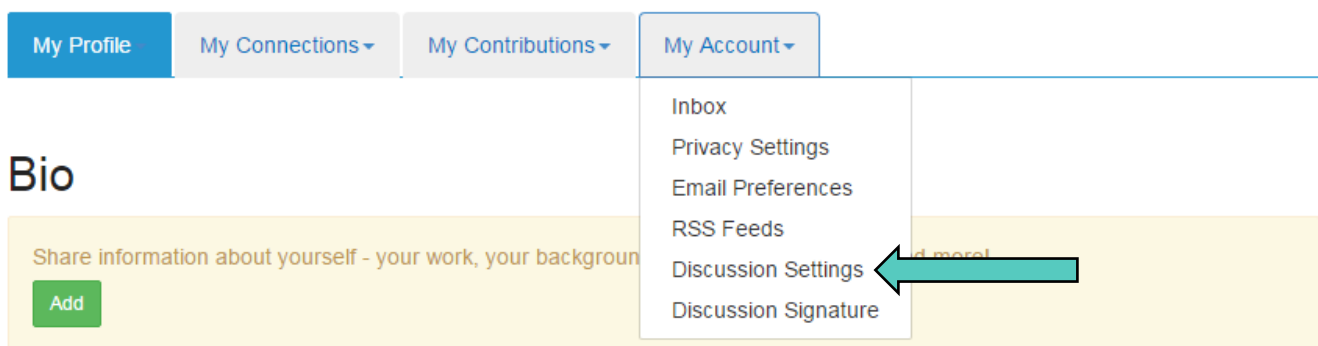 My Profile My Connections My Contributions My Account
Inbox
Privacy Settings
Bio
Email Preferences
RSS Feeds
Share information about yourself - your work, your backgroun
d more!
Discussion Settings
Add
Discussion Signature